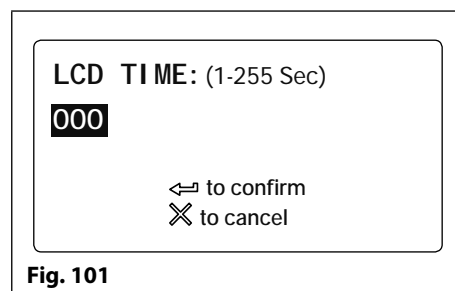 LCD TIME: (1-255 Sec)
000
to confirm
to cancel
Fig. 101